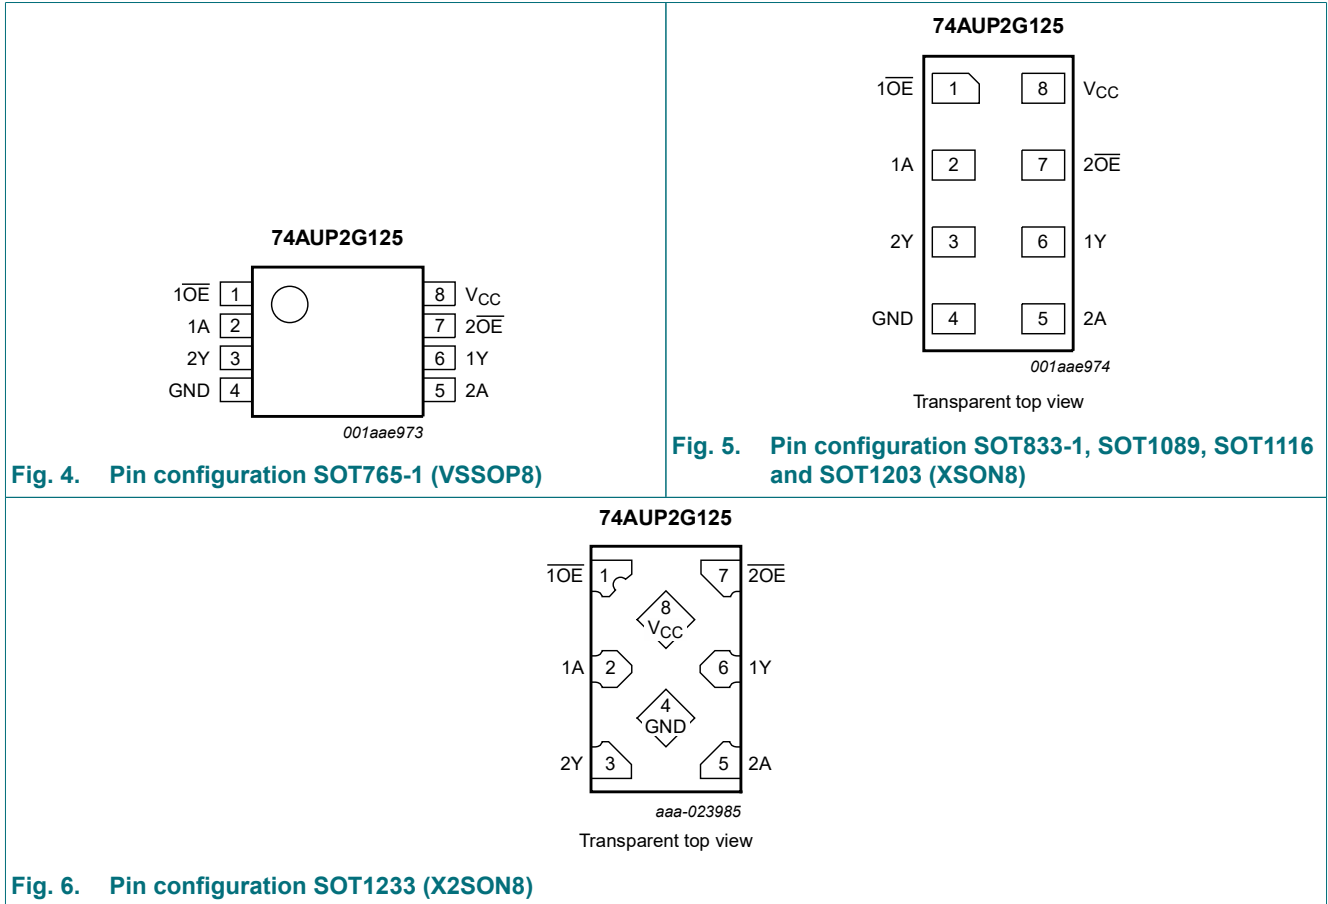 74AUP2G125
1OE 1 8 VCC
1A 2 7 2OE
2Y 3 6 1Y
GND 4 5 2A
001aae973
Fig. 4. Pin configuration SOT765-1 (VSSOP8)
74AUP2G125
1OE 1 8 VCC
1A 2 7 2OE
2Y 3 6 1Y
GND 4 5 2A
001aae974
Transparent top view
Fig. 5. Pin configuration SOT833-1, SOT1089, SOT1116
and SOT1203 (XSON8)
74AUP2G125
1OE 1 7 2OE
8
VCC
1A 2 6 1Y
4
GND
2Y 3 5 2A
aaa-023985
Transparent top view
Fig. 6. Pin configuration SOT1233 (X2SON8)